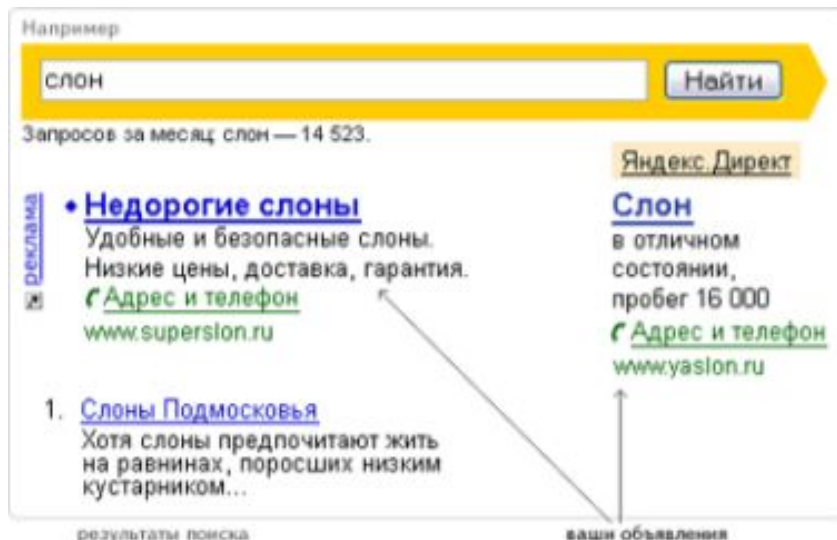 Например
слон
Найти
Запросов за месяц: слон — 14 523.
Яндекс.Директ
реклама
Недорогие слоны
Удобные и безопасные слоны.
Низкие цены, доставка, гарантия.
Адрес и телефон
www.superslon.ru
Слон
в отличном
состоянии,
пробег 16 000
Адрес и телефон
www.yaslon.ru
1. Слоны Подмосковья
Хотя слоны предпочитают жить
на равнинах, поросших низким
кустарником...
результаты поиска
ваши объявления